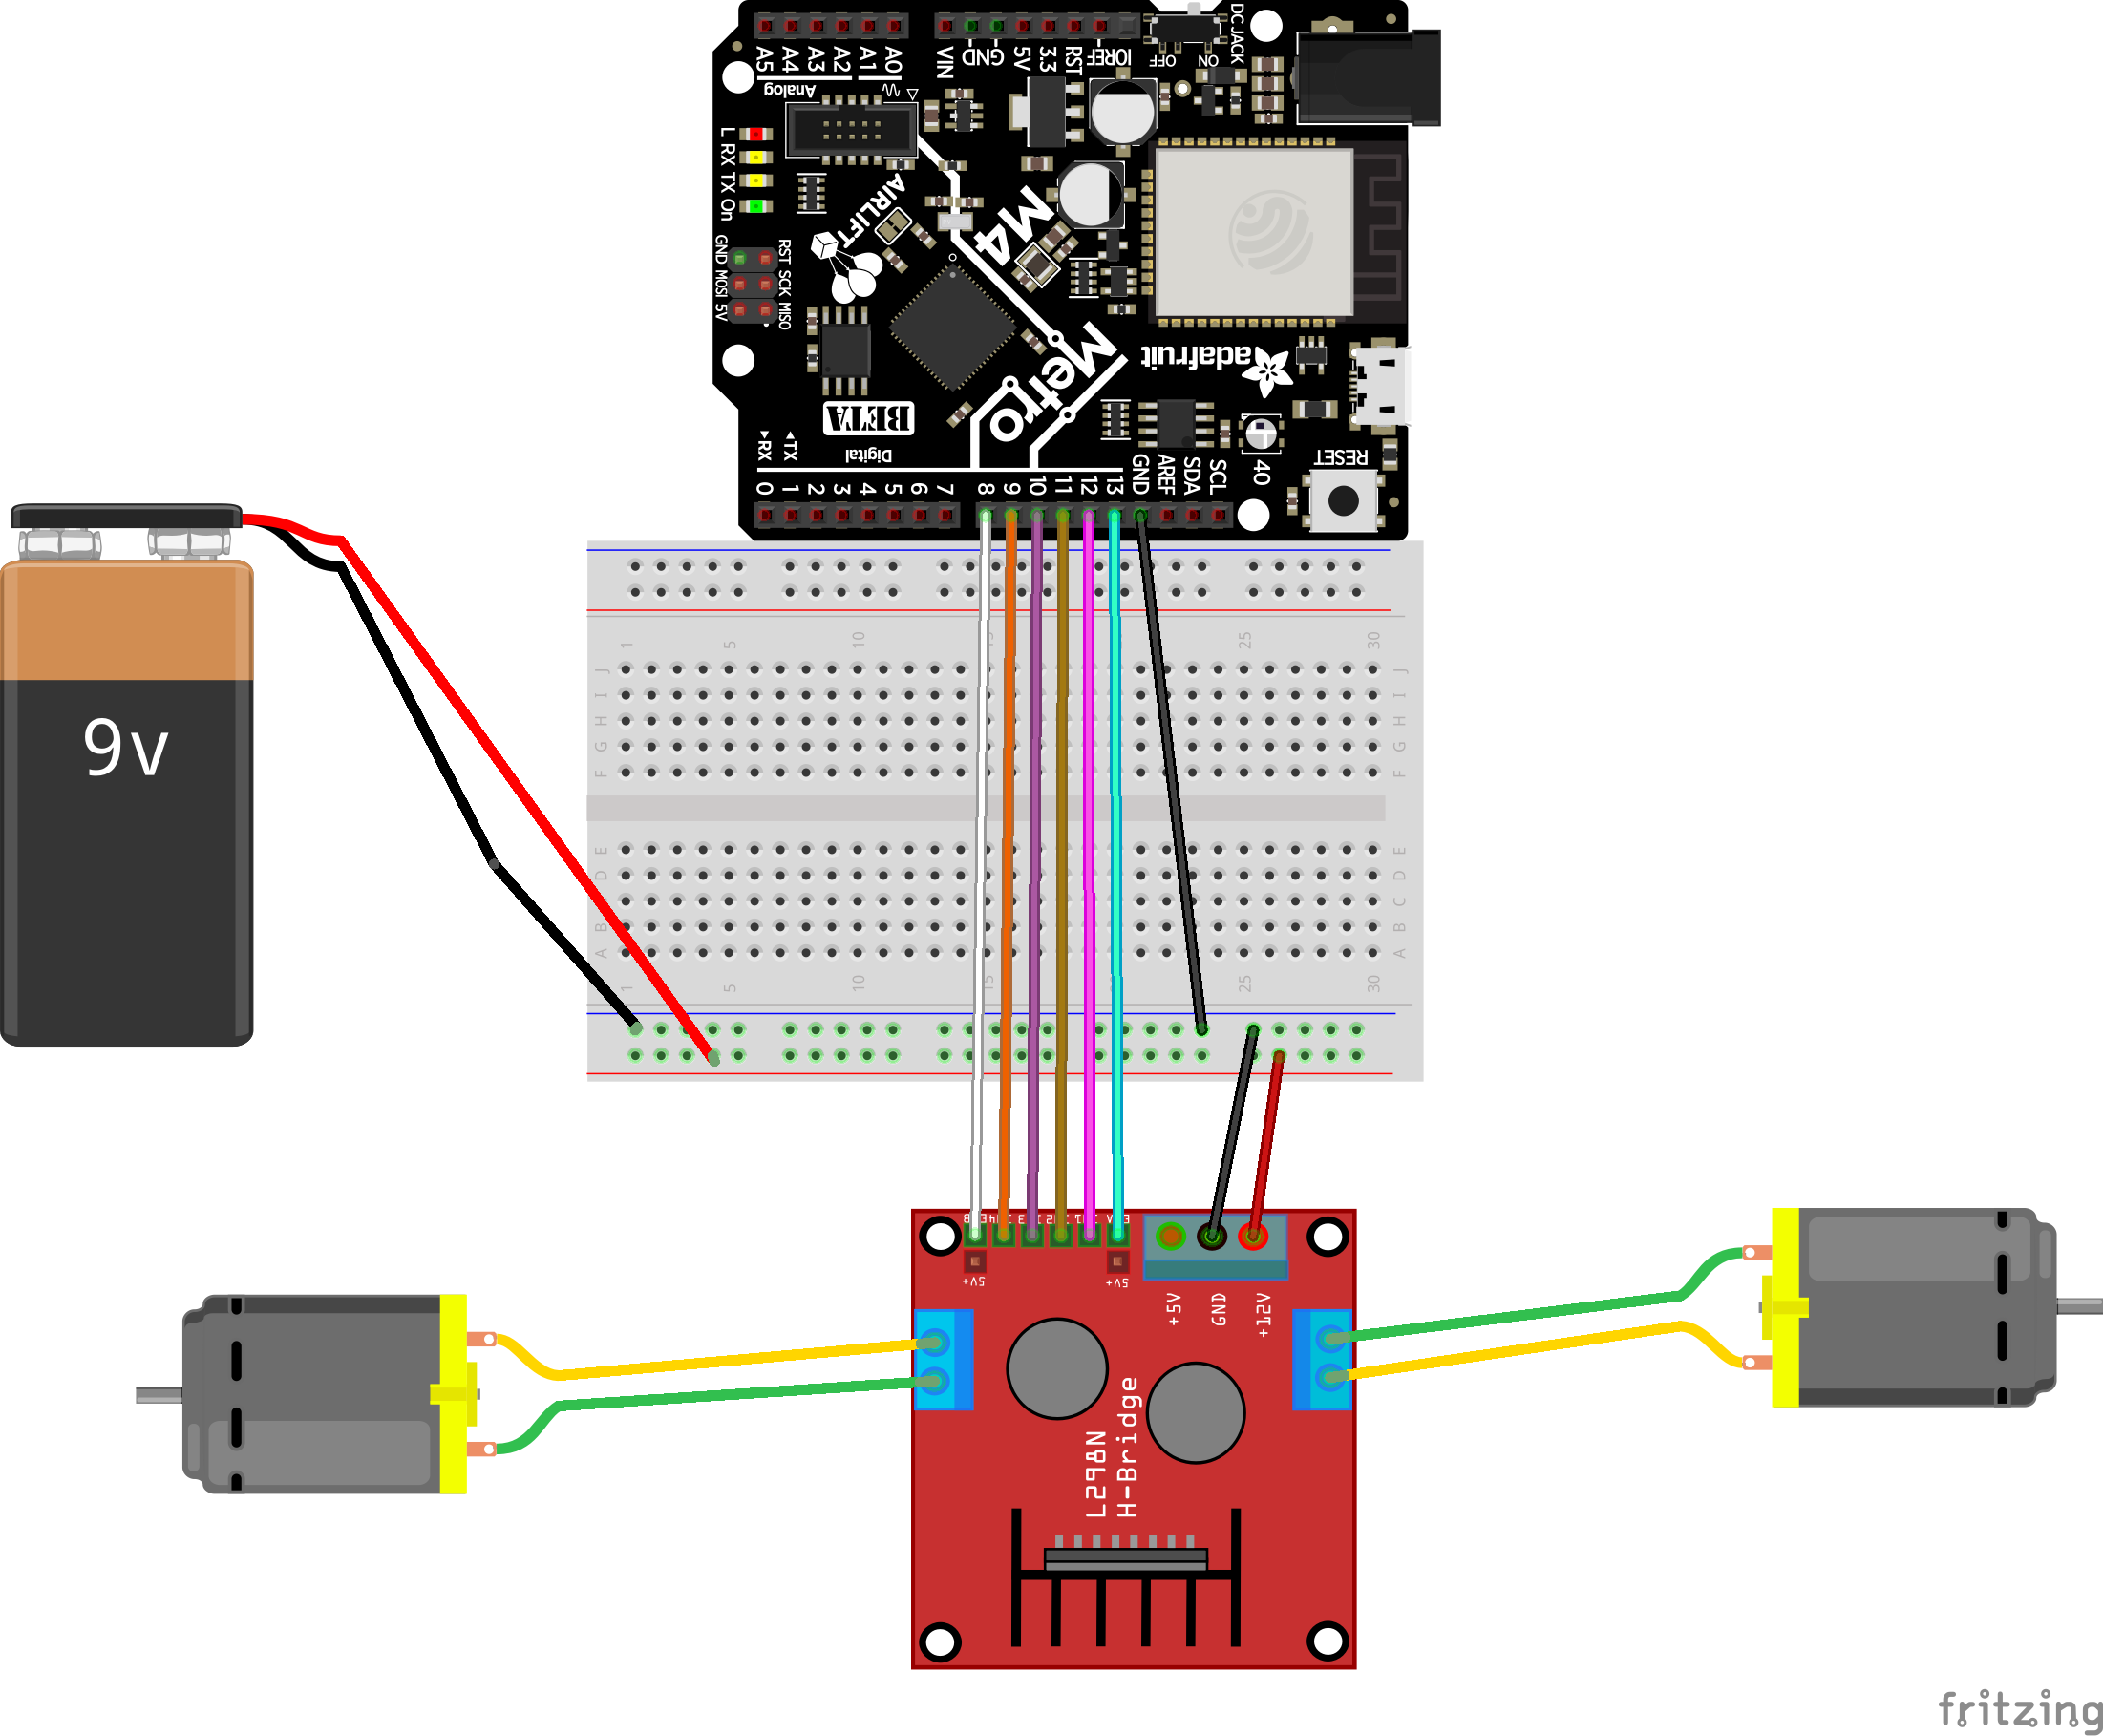 A5 A4 A3 A2 A1 A0
VIN GND 5V 3.3 RST IOREF
OFF ON
DC JACK
Analog
L
RX
TX
On
AIRLIFT
M4
GND MOSI 5V
RST SCK MISO
Metro
adafruit
BETA
RX TX
Digital
GND AREF SDA SCL
40
RESET
0 1 2 3 4 5 6 7 8 9 10 11 12 13
1 5 10 25 30
J J
I I
H H
G G
F F
9v
E E
D D
C C
B B
A A
1 5 10 15 25 30
5V+ 5V+
+5V GND +12V
L298N
H-Bridge
fritzing